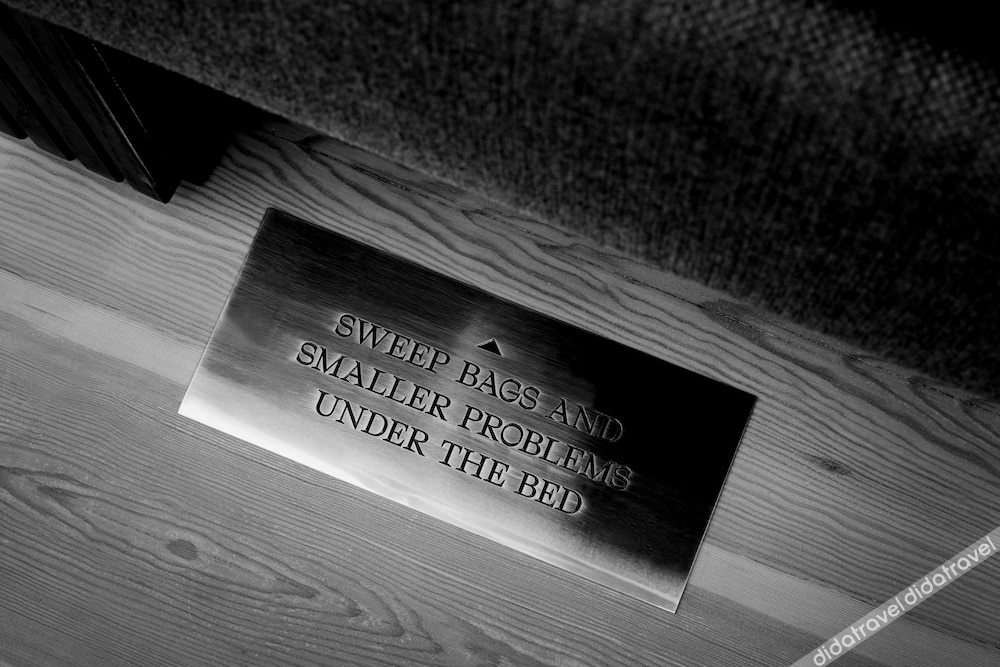 SWEEP BAGS AND
SMALLER PROBLEMS
UNDER THE BED
didatravel didatravel